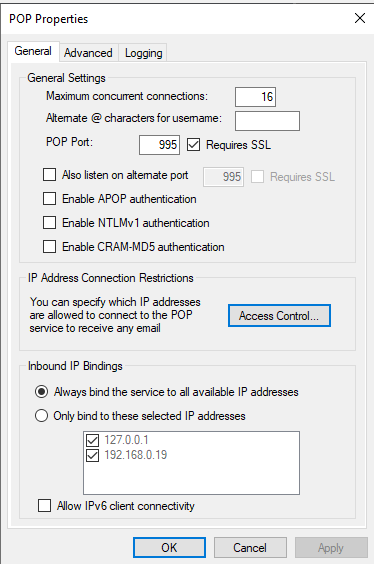 POP Properties
General Advanced Logging
General Settings
Maximum concurrent connections: 16
Alternate @ characters for username:
POP Port: 995 Requires SSL
Also listen on alternate port 995 Requires SSL
Enable APOP authentication
Enable NTLMv1 authentication
Enable CRAM-MD5 authentication
IP Address Connection Restrictions
You can specify which IP addresses
are allowed to connect to the POP
service to receive any email
Access Control...
Inbound IP Bindings
Always bind the service to all available IP addresses
Only bind to these selected IP addresses
127.0.0.1
192.168.0.19
Allow IPv6 client connectivity
OK Cancel Apply